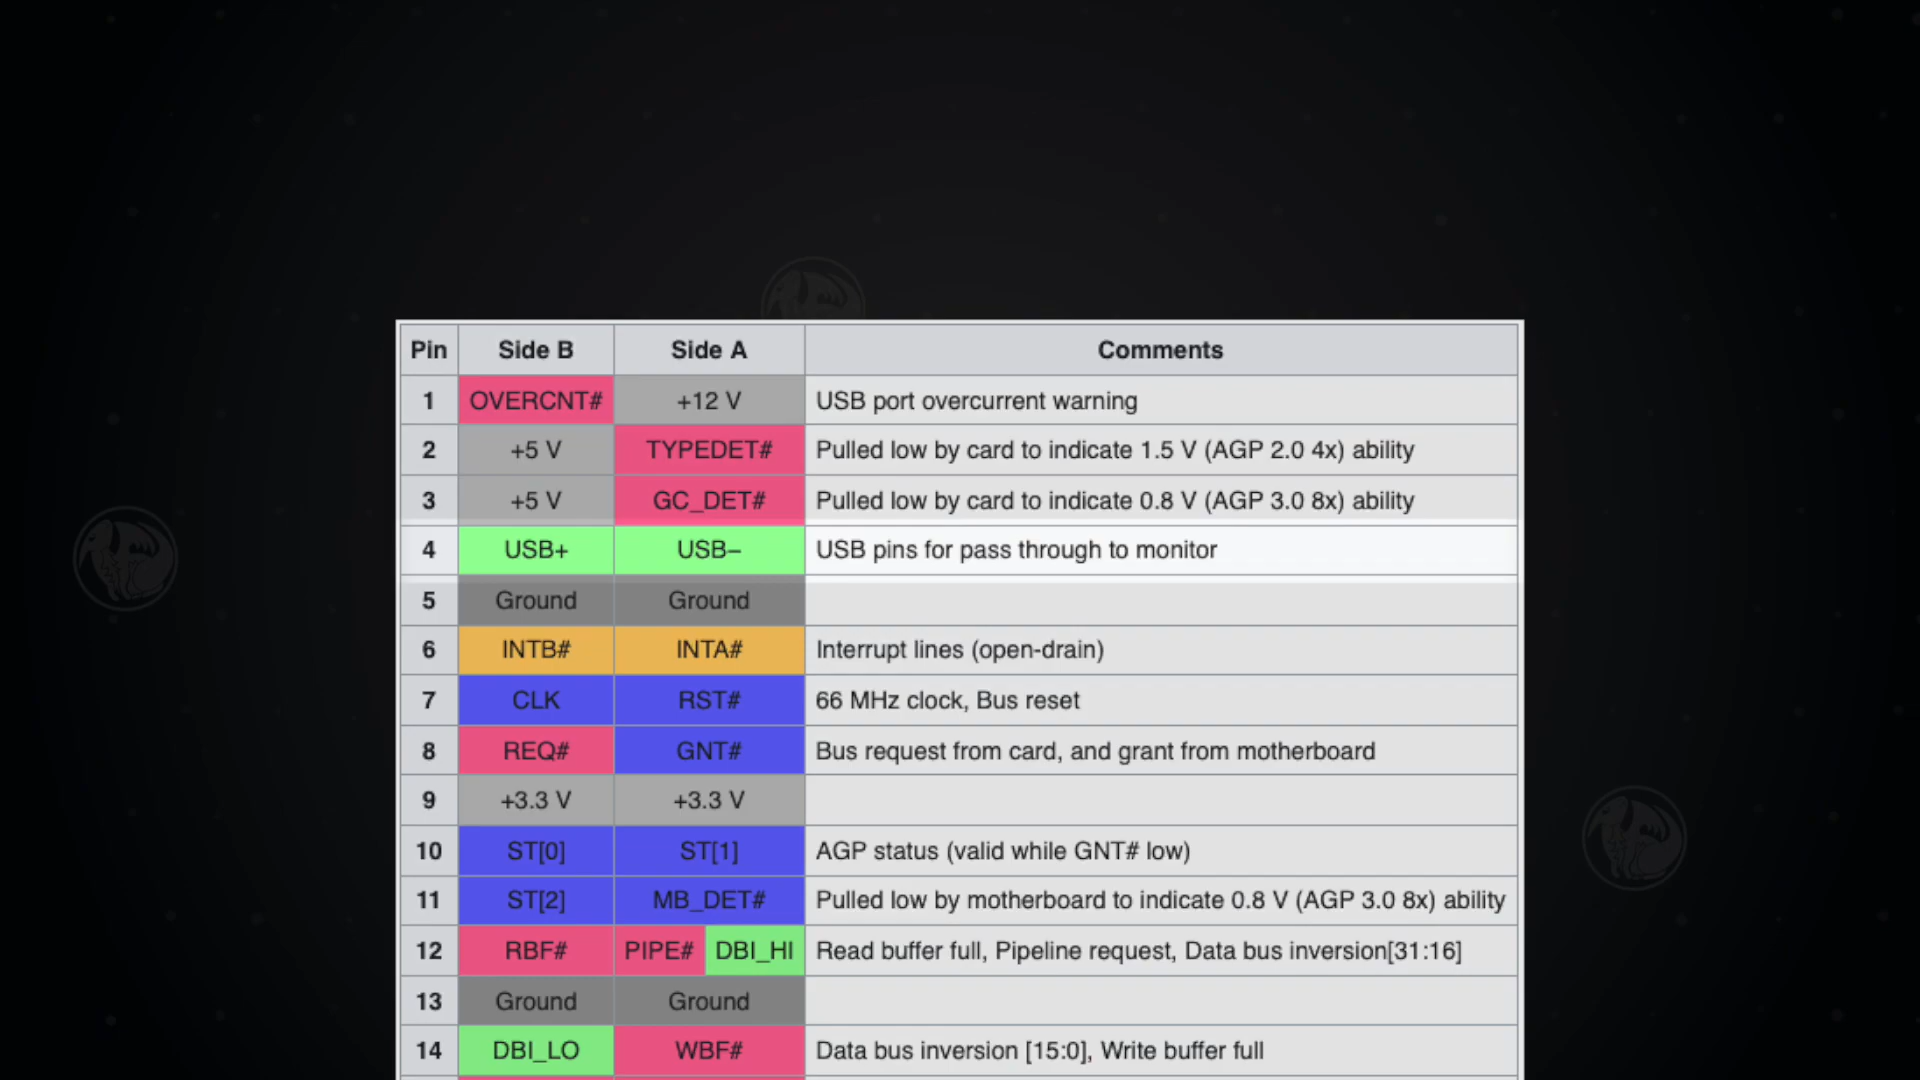 Pin Side B Side A Comments
1 OVERCNT# +12 V USB port overcurrent warning
2 +5 V TYPEDET# Pulled low by card to indicate 1.5 V (AGP 2.0 4x) ability
3 +5 V GC_DET# Pulled low by card to indicate 0.8 V (AGP 3.0 8x) ability
4 USB+ USB– USB pins for pass through to monitor
5 Ground Ground
6 INTB# INTA# Interrupt lines (open-drain)
7 CLK RST# 66 MHz clock, Bus reset
8 REQ# GNT# Bus request from card, and grant from motherboard
9 +3.3 V +3.3 V
10 ST[0] ST[1] AGP status (valid while GNT# low)
11 ST[2] MB_DET# Pulled low by motherboard to indicate 0.8 V (AGP 3.0 8x) ability
12 RBF# PIPE# DBI_HI Read buffer full, Pipeline request, Data bus inversion[31:16]
13 Ground Ground
14 DBI_LO WBF# Data bus inversion [15:0], Write buffer full